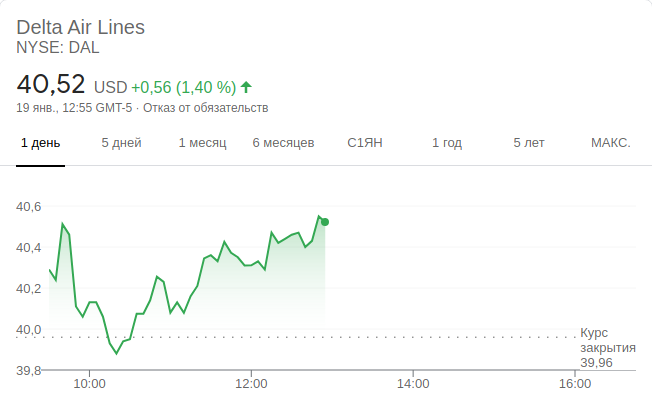 Delta Air Lines
NYSE: DAL
40,52 USD +0,56 (1,40 %)
19 янв., 12:55 GMT-5 · Отказ от обязательств
1 день 5 дней 1 месяц 6 месяцев С1ЯН 1 год 5 лет МАКС.
40,6
40,4
40,2
40,0
39,8
Курс
закрытия
39,96
10:00 12:00 14:00 16:00